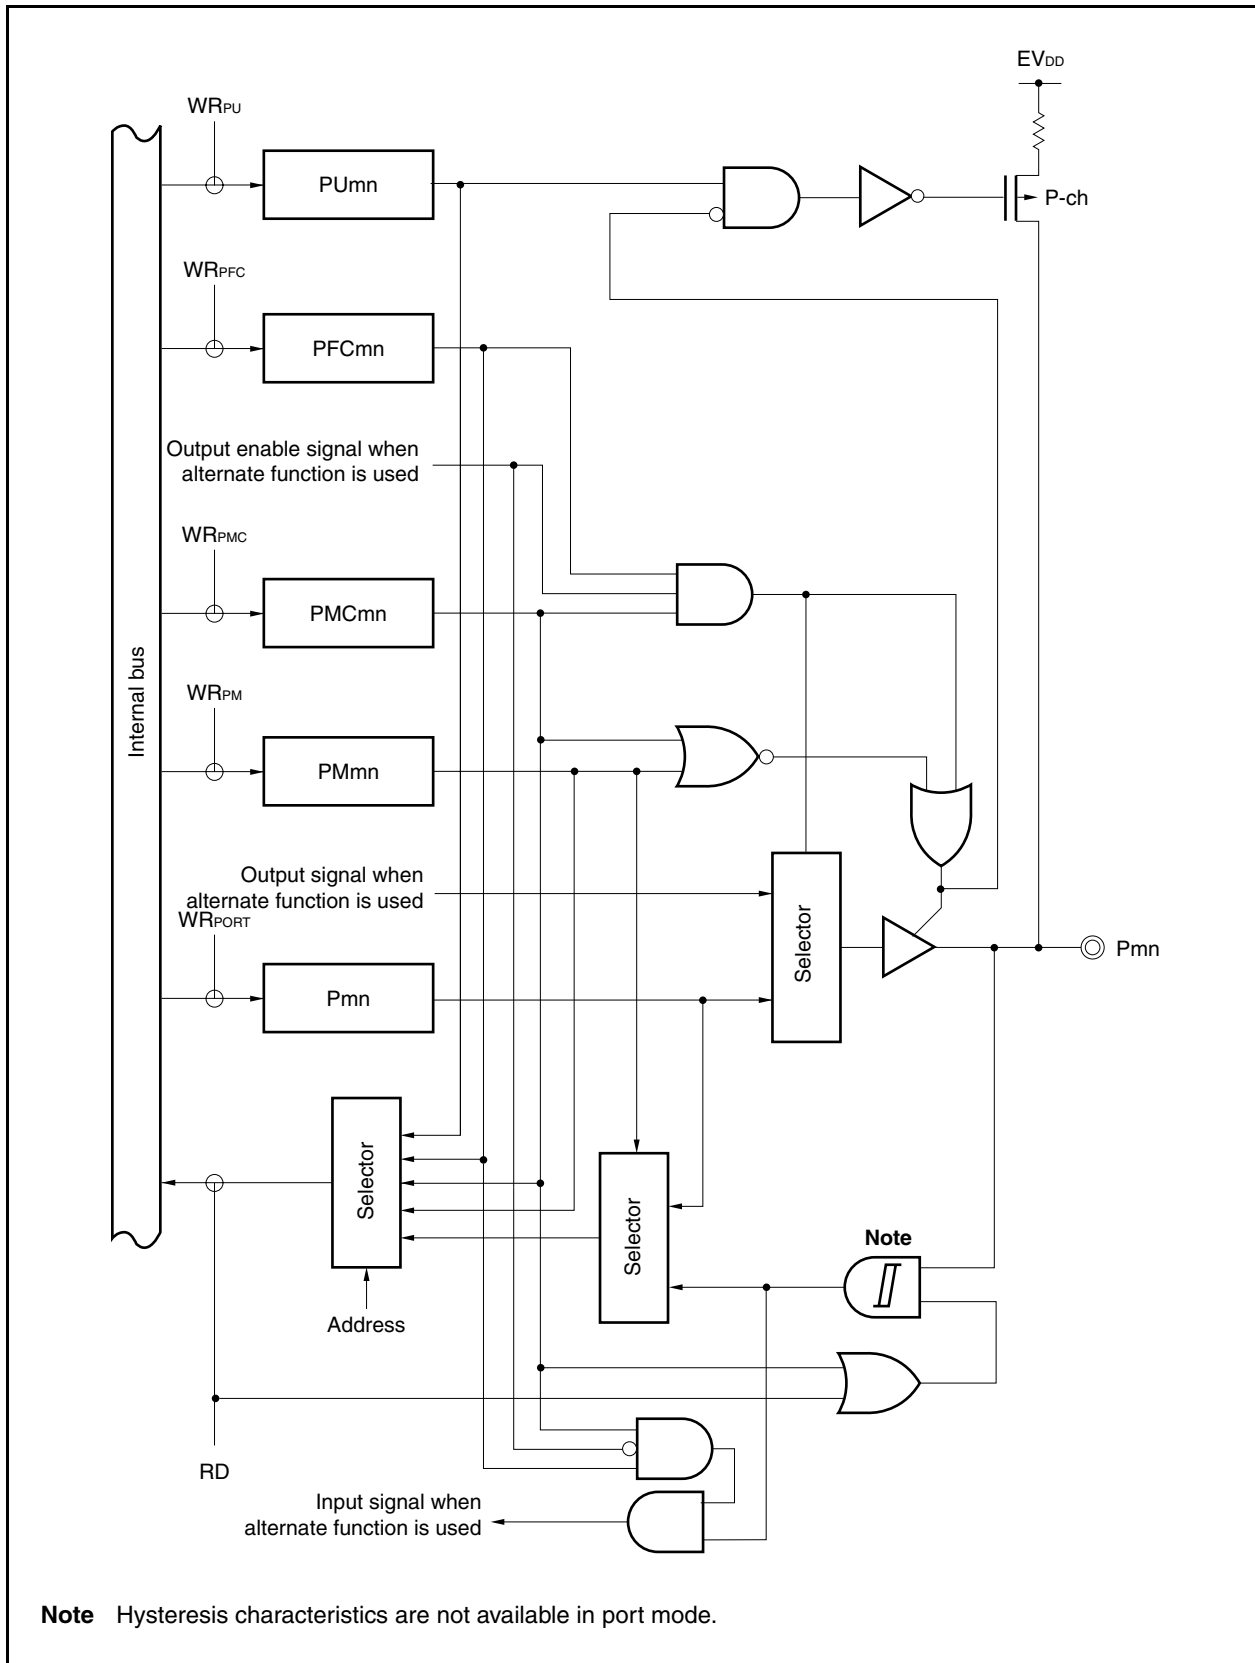 EVDD
WRPU
PUmn
P-ch
WRPFC
PFCmn
Output enable signal when
alternate function is used
WRPMC
PMCmn
Internal bus
WRPM
PMmn
Output signal when
alternate function is used
WRPORT
Selector
Pmn
Pmn
Selector
Selector
Note
Address
RD
Input signal when
alternate function is used
Note Hysteresis characteristics are not available in port mode.